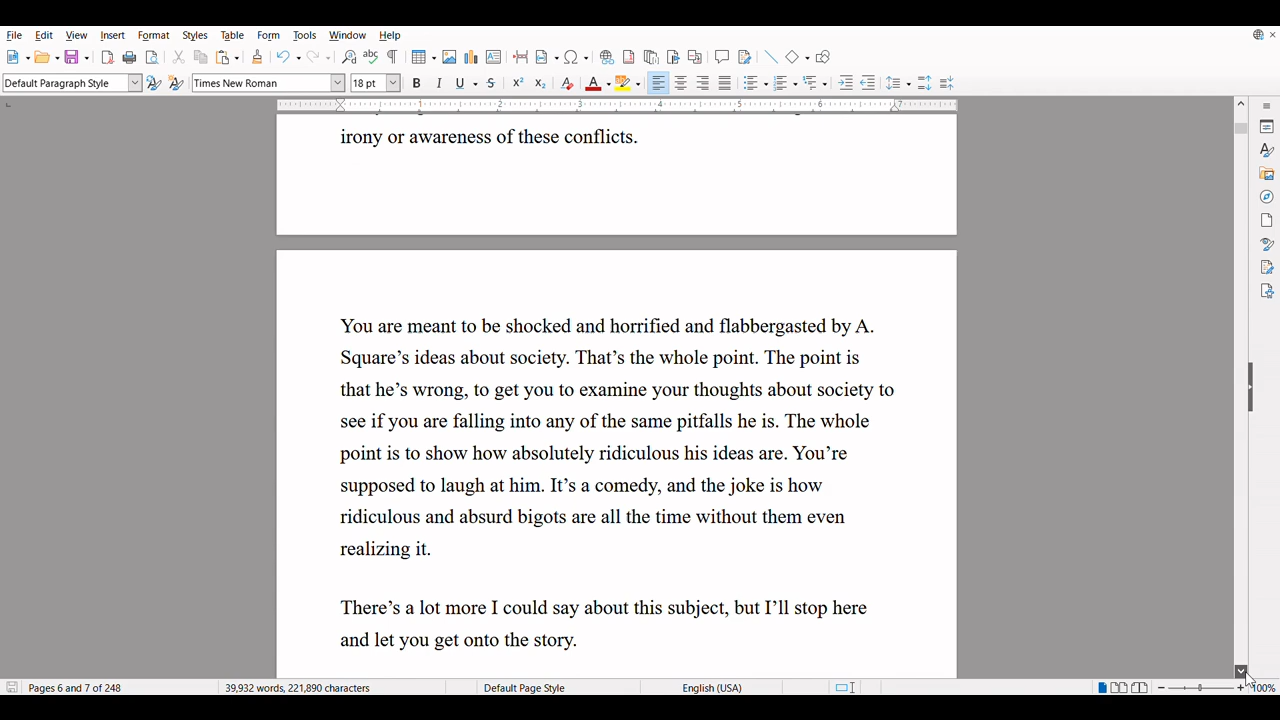 File Edit View Insert Format Styles Table Form Tools Window Help
Default Paragraph Style Times New Roman 18 pt
1 2 3 4 5 6 7
irony or awareness of these conflicts.
You are meant to be shocked and horrified and flabbergasted by A.
Square’s ideas about society. That’s the whole point. The point is
that he’s wrong, to get you to examine your thoughts about society to
see if you are falling into any of the same pitfalls he is. The whole
point is to show how absolutely ridiculous his ideas are. You’re
supposed to laugh at him. It’s a comedy, and the joke is how
ridiculous and absurd bigots are all the time without them even
realizing it.
There’s a lot more I could say about this subject, but I’ll stop here
and let you get onto the story.
Pages 6 and 7 of 248 39,932 words, 221,890 characters Default Page Style English (USA) 100%